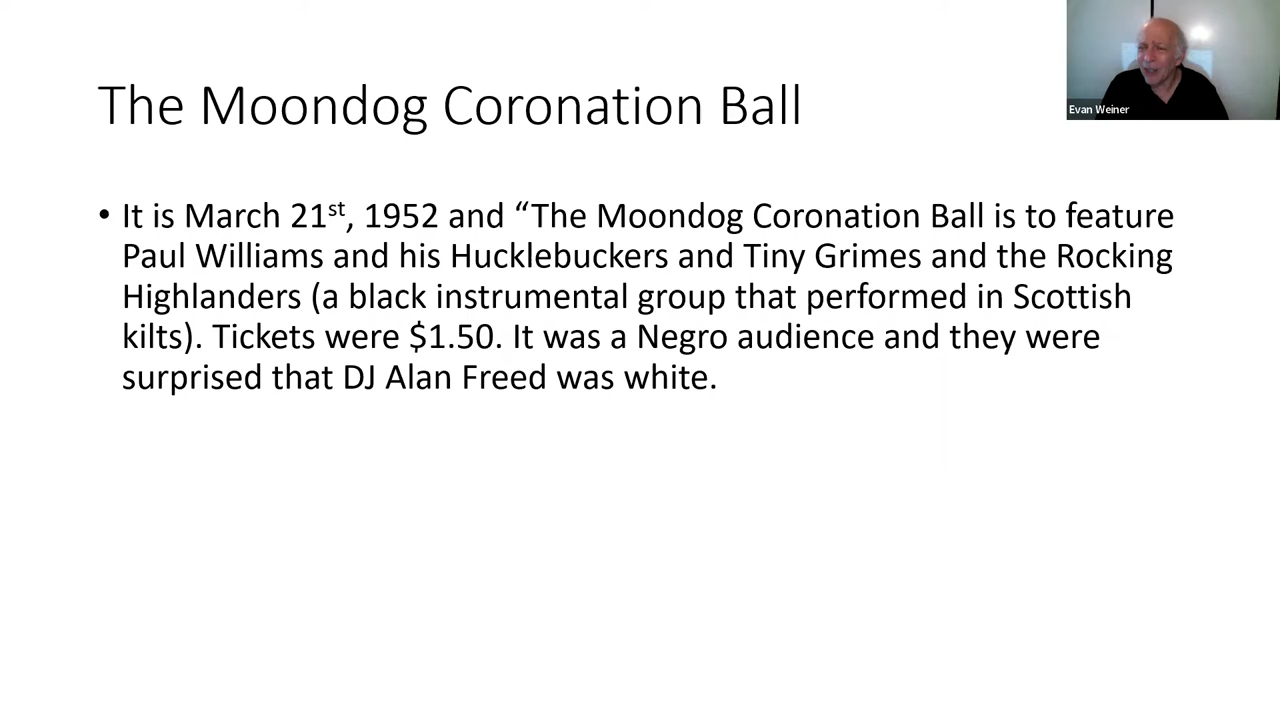 Evan Weiner
The Moondog Coronation Ball
• It is March 21st, 1952 and “The Moondog Coronation Ball is to feature
Paul Williams and his Hucklebuckers and Tiny Grimes and the Rocking
Highlanders (a black instrumental group that performed in Scottish
kilts). Tickets were $1.50. It was a Negro audience and they were
surprised that DJ Alan Freed was white.